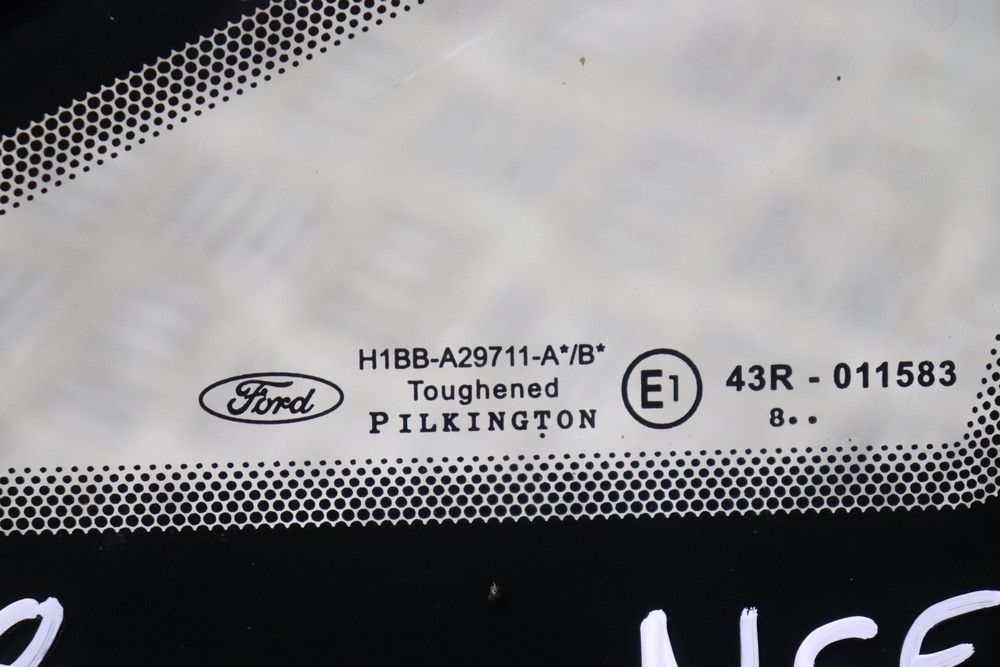 H1BB-A29711-A*/B*
Ford Toughened E1 43R - 011583
PILKINGTON 8..